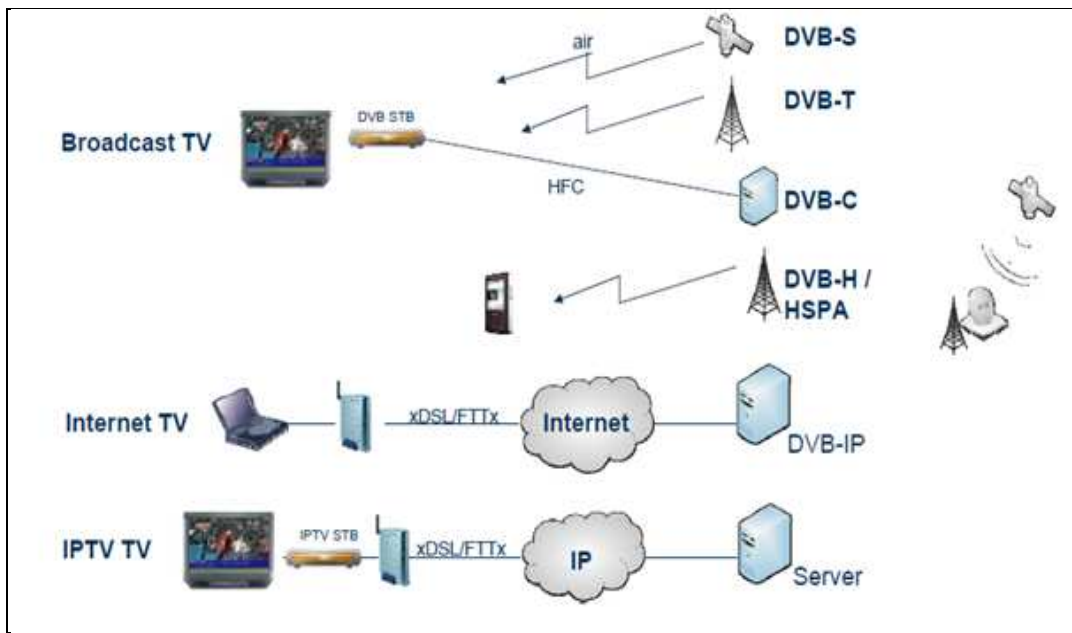 air
DVB-S
DVB-T
DVB STB
Broadcast TV
HFC
DVB-C
DVB-H /
HSPA
Internet TV
xDSL/FTTx
Internet
DVB-IP
IPTV TV
IPTV STB
xDSL/FTTx
IP
Server